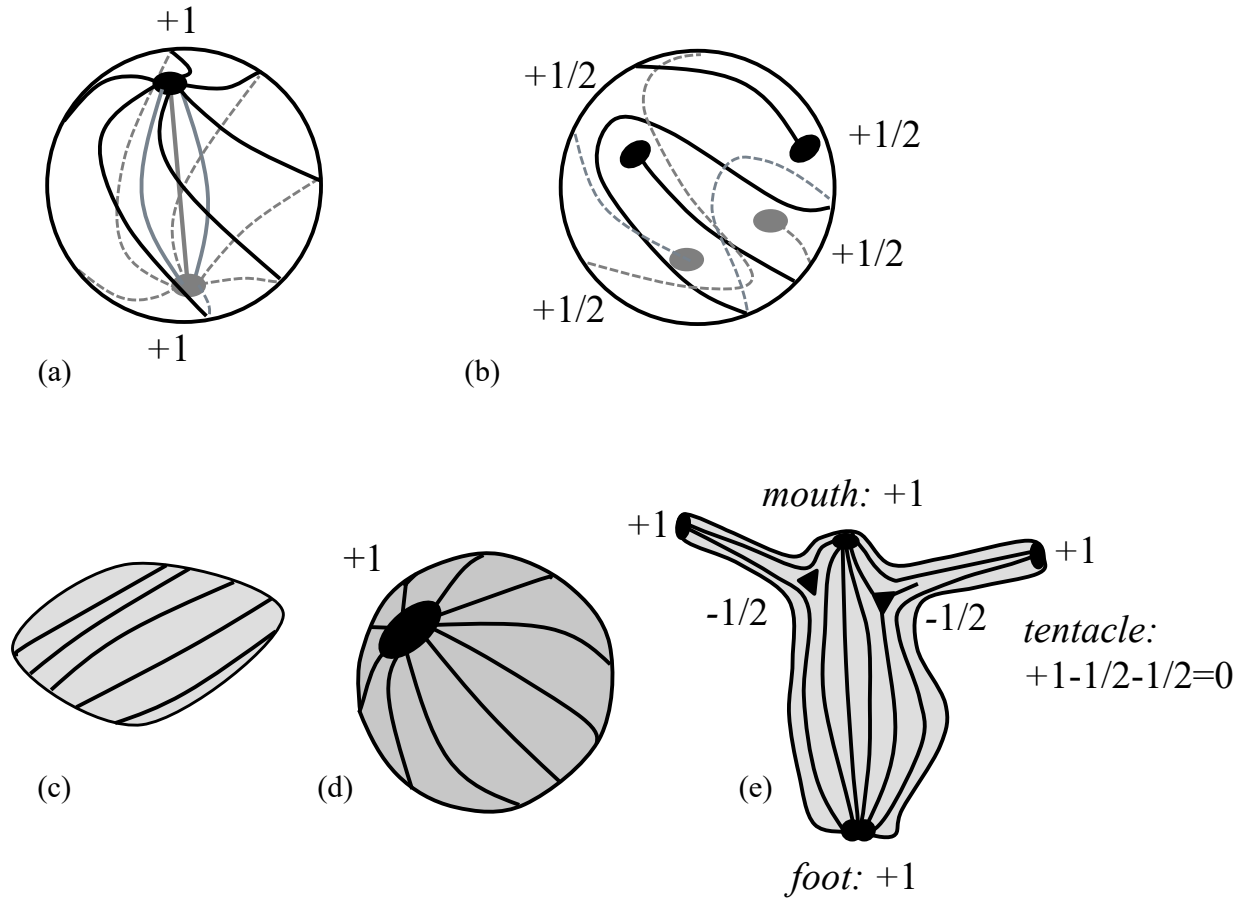 +1
+1
(a)
+1/2
+1/2
+1/2
+1/2
(b)
(c)
+1
(d)
mouth: +1
+1
+1
-1/2
-1/2
tentacle:
+1-1/2-1/2=0
(e)
foot: +1